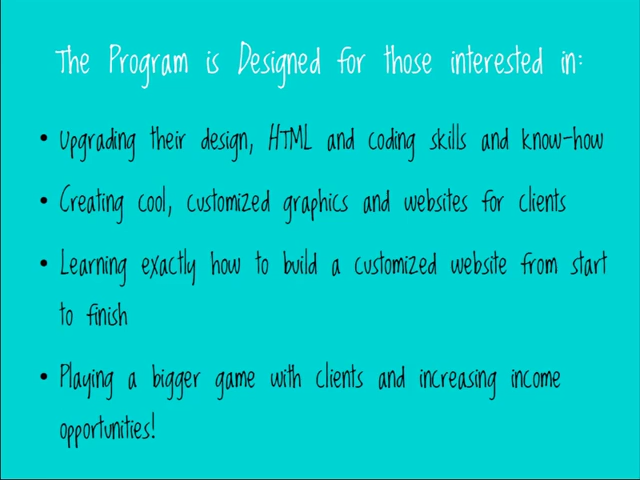 The Program is Designed for those interested in:
• Upgrading their design, HTML and coding skills and know-how
• Creating cool, customized graphics and websites for clients
• Learning exactly how to build a customized website from start
to finish
• Playing a bigger game with clients and increasing income
opportunities!